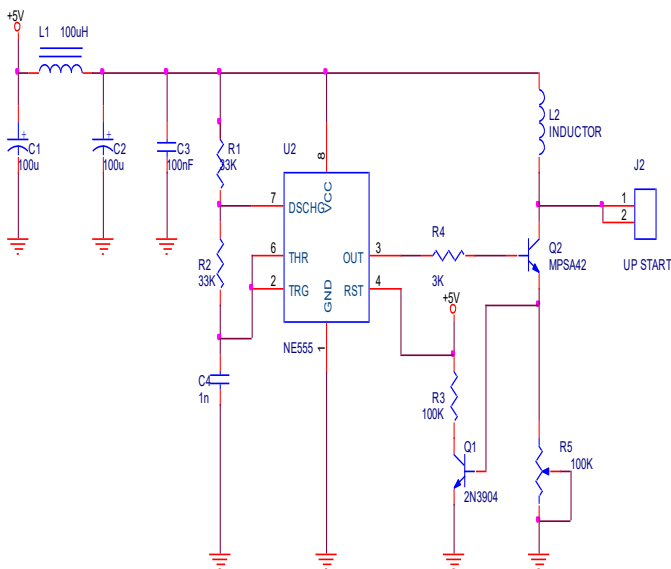 +5V
L1 100uH
C1
100u
C2
100u
C3
100nF
R1
33K
U2
8
VCC
7
DSCHG
R2
33K
6
THR
2
TRG
OUT
3
RST
4
GND
1
NE555
C4
1n
R4
3K
L2
INDUCTOR
J2
1
2
UP START
Q2
MPSA42
+5V
R3
100K
Q1
2N3904
R5
100K